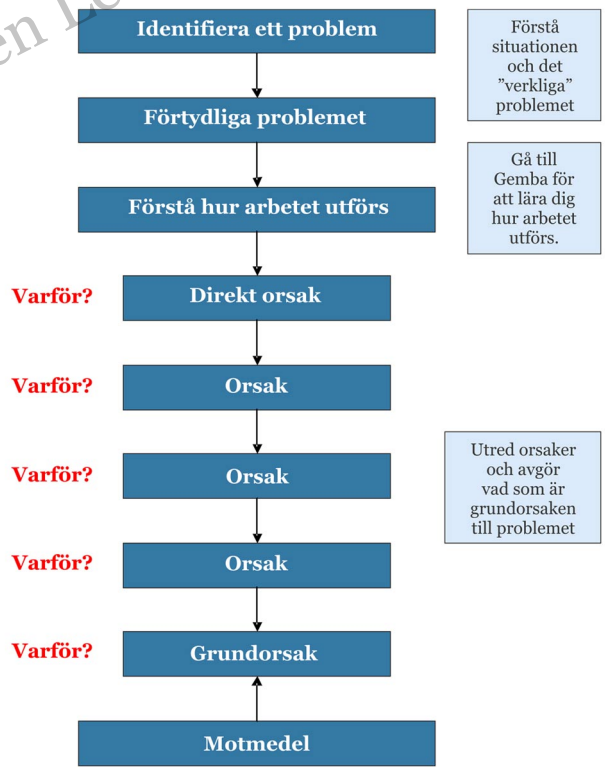 Identifiera ett problem
Förstå
situationen
och det
”verkliga”
problemet
Förtydliga problemet
Gå till
Gemba för
att lära dig
hur arbetet
utförs.
Förstå hur arbetet utförs
Varför?
Direkt orsak
Varför?
Orsak
Varför?
Orsak
Utred orsaker
och avgör
vad som är
grundorsaken
till problemet
Varför?
Orsak
Varför?
Grundorsak
Motmedel